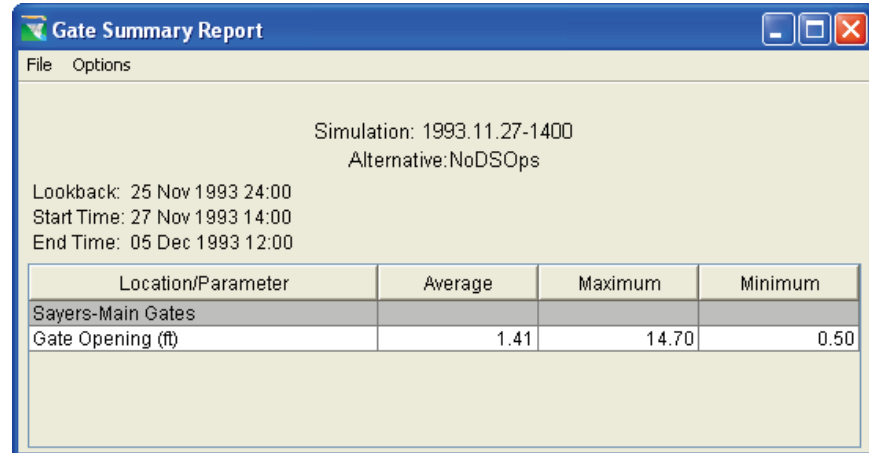 Gate Summary Report
File Options
Simulation: 1993.11.27-1400
Alternative:NoDSOps
Lookback: 25 Nov 1993 24:00
Start Time: 27 Nov 1993 14:00
End Time: 05 Dec 1993 12:00
Location/Parameter Average Maximum Minimum
Sayers-Main Gates
Gate Opening (ft) 1.41 14.70 0.50